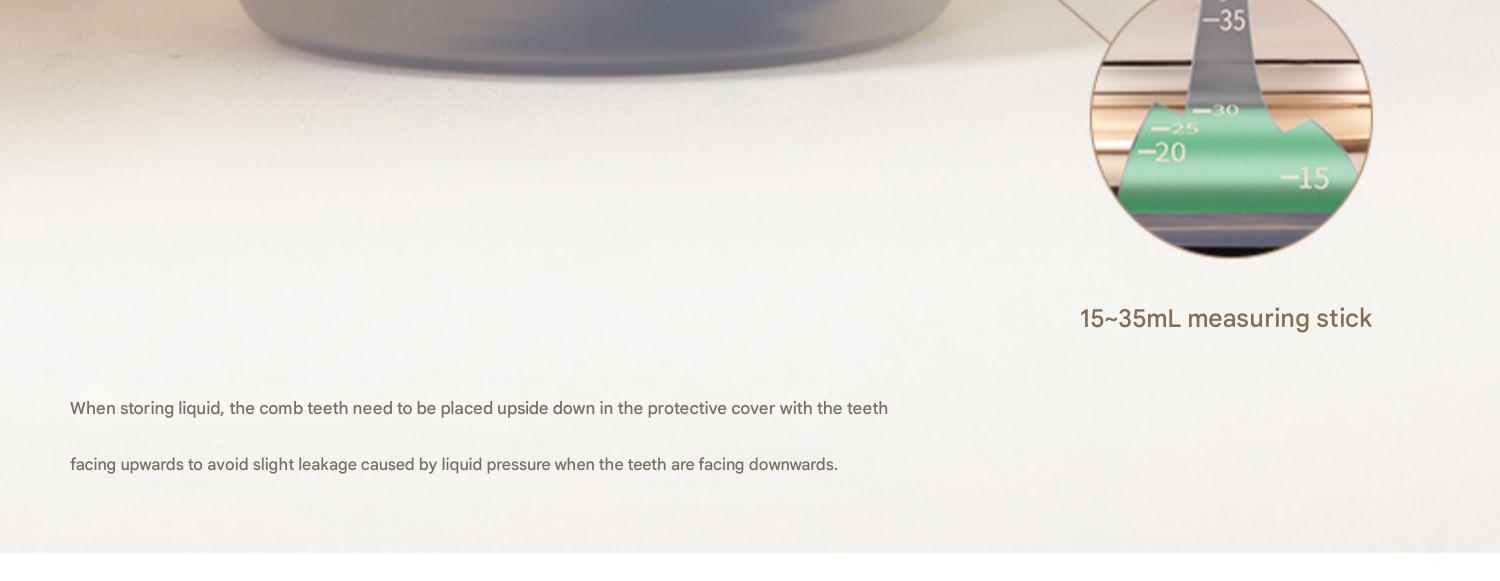 –35
–30
–25
–20
–15
15~35mL measuring stick
When storing liquid, the comb teeth need to be placed upside down in the protective cover with the teeth
facing upwards to avoid slight leakage caused by liquid pressure when the teeth are facing downwards.